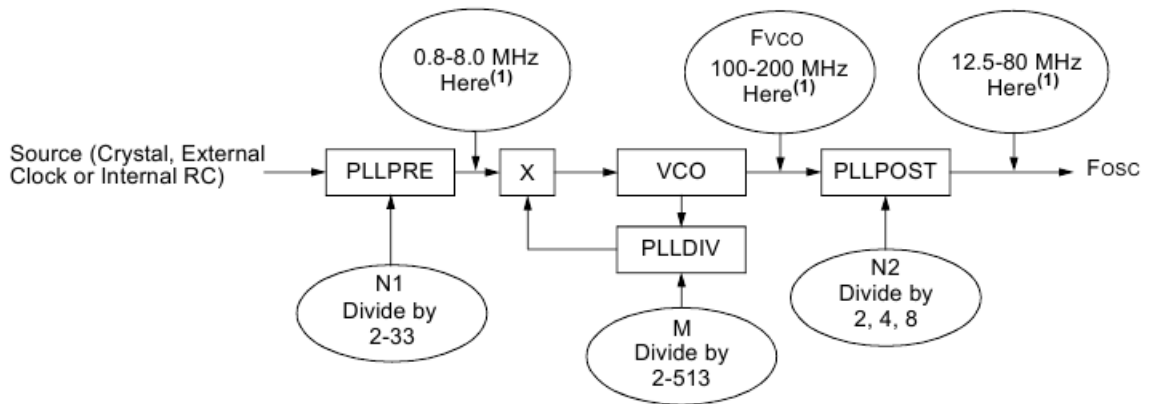 0.8-8.0 MHz
Here(1)
FVCO
100-200 MHz
Here(1)
12.5-80 MHz
Here(1)
Source (Crystal, External
Clock or Internal RC)
PLLPRE
X
VCO
PLLPOST
FOSC
PLLDIV
N1
Divide by
2-33
M
Divide by
2-513
N2
Divide by
2, 4, 8